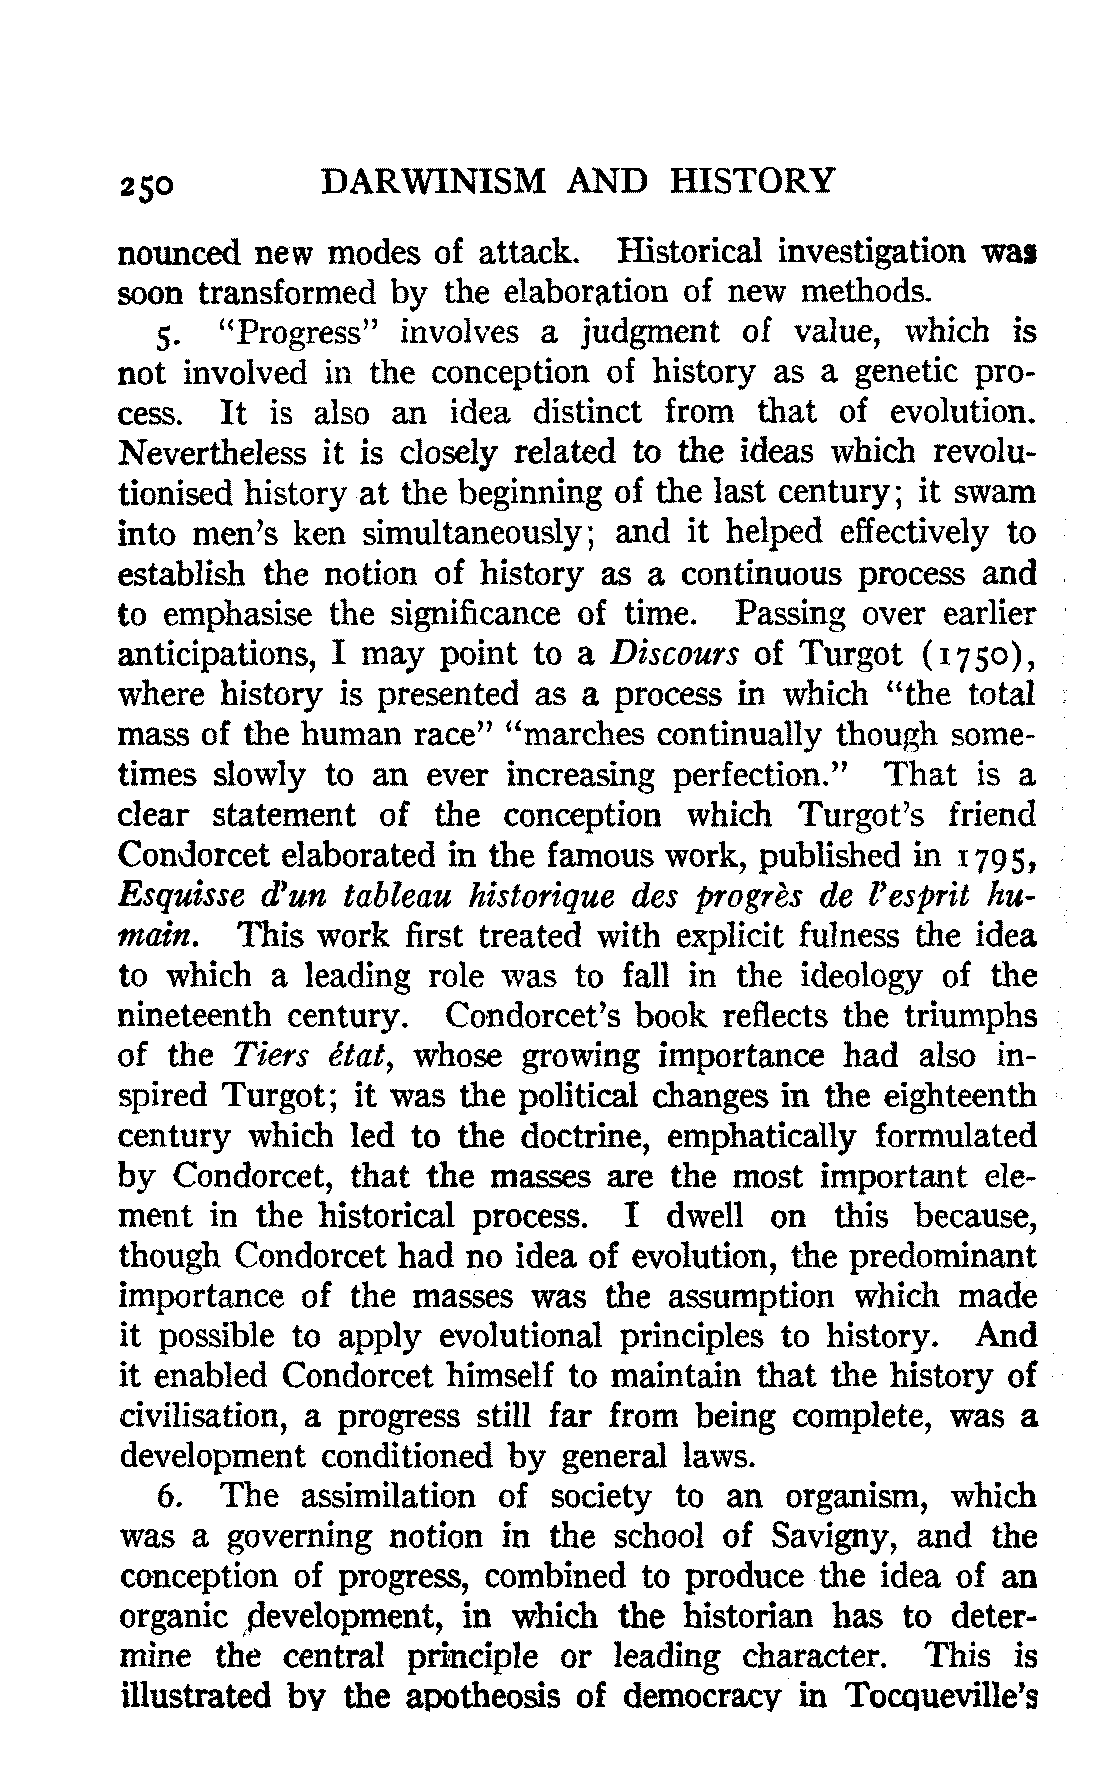 250 DARWINISM AND HISTORY
nounced new modes of attack. Historical investigation was
soon transformed by the elaboration of new methods.
5. “Progress” involves a judgment of value, which is
not involved in the conception of history as a genetic pro-
cess. It is also an idea distinct from that of evolution.
Nevertheless it is closely related to the ideas which revolu-
tionised history at the beginning of the last century; it swam
into men’s ken simultaneously; and it helped effectively to
establish the notion of history as a continuous process and
to emphasise the significance of time. Passing over earlier
anticipations, I may point to a Discours of Turgot (1750),
where history is presented as a process in which “the total
mass of the human race” “marches continually though some-
times slowly to an ever increasing perfection.” That is a
clear statement of the conception which Turgot’s friend
Condorcet elaborated in the famous work, published in 1795,
Esquisse d’un tableau historique des progrès de l’esprit hu-
main. This work first treated with explicit fulness the idea
to which a leading role was to fall in the ideology of the
nineteenth century. Condorcet’s book reflects the triumphs
of the Tiers état, whose growing importance had also in-
spired Turgot; it was the political changes in the eighteenth
century which led to the doctrine, emphatically formulated
by Condorcet, that the masses are the most important ele-
ment in the historical process. I dwell on this because,
though Condorcet had no idea of evolution, the predominant
importance of the masses was the assumption which made
it possible to apply evolutional principles to history. And
it enabled Condorcet himself to maintain that the history of
civilisation, a progress still far from being complete, was a
development conditioned by general laws.
6. The assimilation of society to an organism, which
was a governing notion in the school of Savigny, and the
conception of progress, combined to produce the idea of an
organic development, in which the historian has to deter-
mine the central principle or leading character. This is
illustrated by the apotheosis of democracy in Tocqueville’s